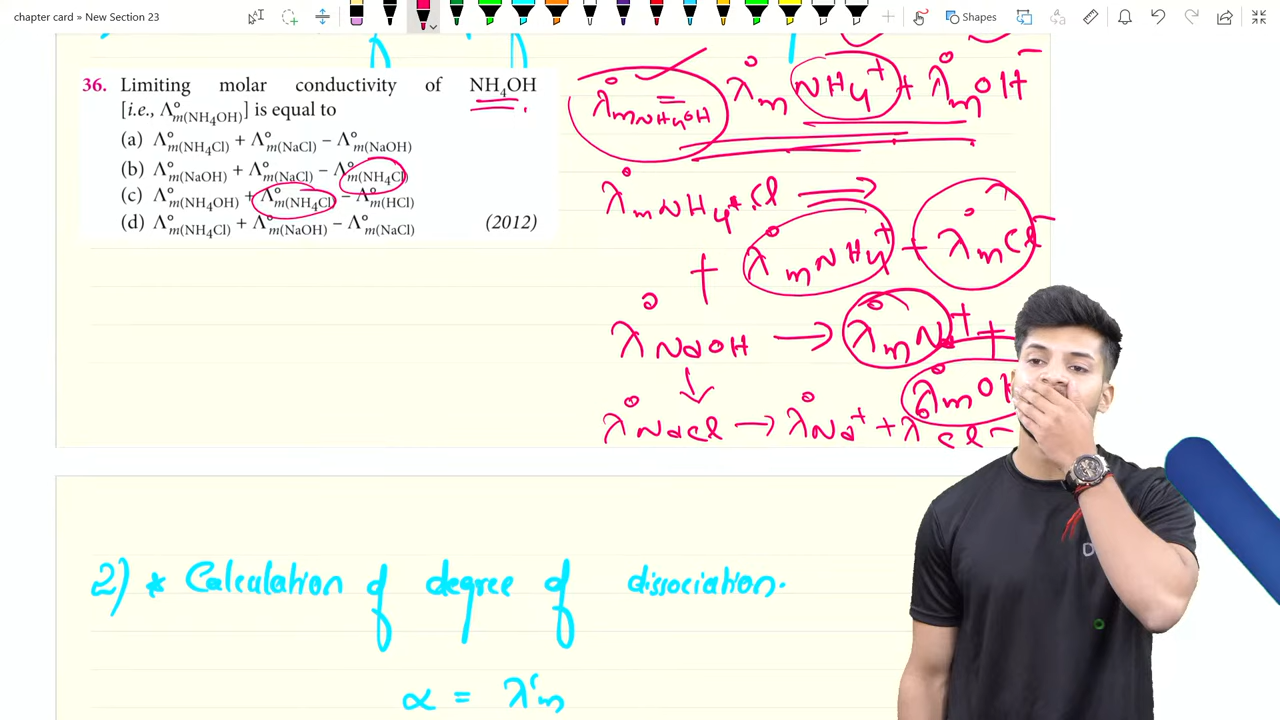 chapter card » New Section 23
Shapes
36. Limiting molar conductivity of NH₄OH
[i.e., Λ°m(NH₄OH)] is equal to
(a) Λ°m(NH₄Cl) + Λ°m(NaCl) – Λ°m(NaOH)
(b) Λ°m(NaOH) + Λ°m(NaCl) – Λ°m(NH₄Cl)
(c) Λ°m(NH₄OH) + Λ°m(NH₄Cl) – Λ°m(HCl)
(d) Λ°m(NH₄Cl) + Λ°m(NaOH) – Λ°m(NaCl) (2012)
λ°m NH4OH = λ°m NH4⁺ + λ°m OH⁻
λ°m NH4⁺Cl ⟹
+ λ°m NH4⁺ + λ°m Cl⁻
λ° NaOH → λ°m Na⁺ +
λ°m OH
λ° NaCl → λ° Na⁺ + λ° Cl⁻
2) * Calculation of degree of dissociation.
α = λᶜm